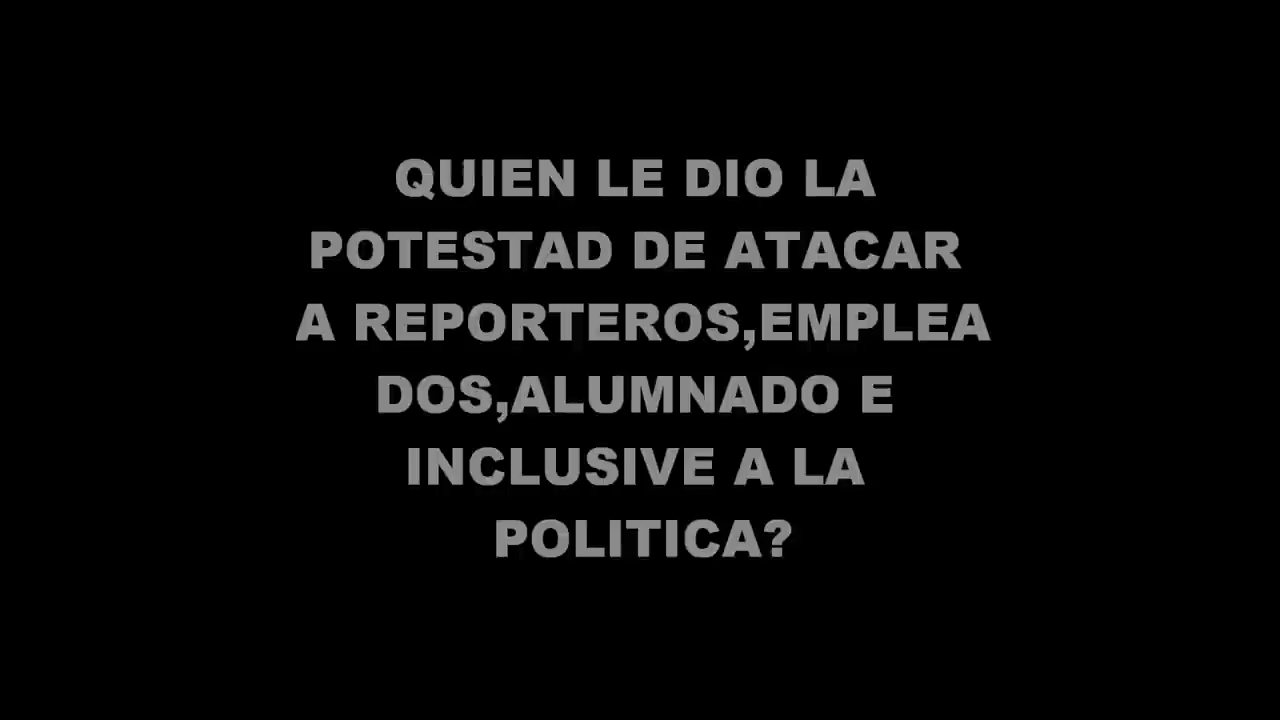 QUIEN LE DIO LA
POTESTAD DE ATACAR
A REPORTEROS,EMPLEA
DOS,ALUMNADO E
INCLUSIVE A LA
POLITICA?